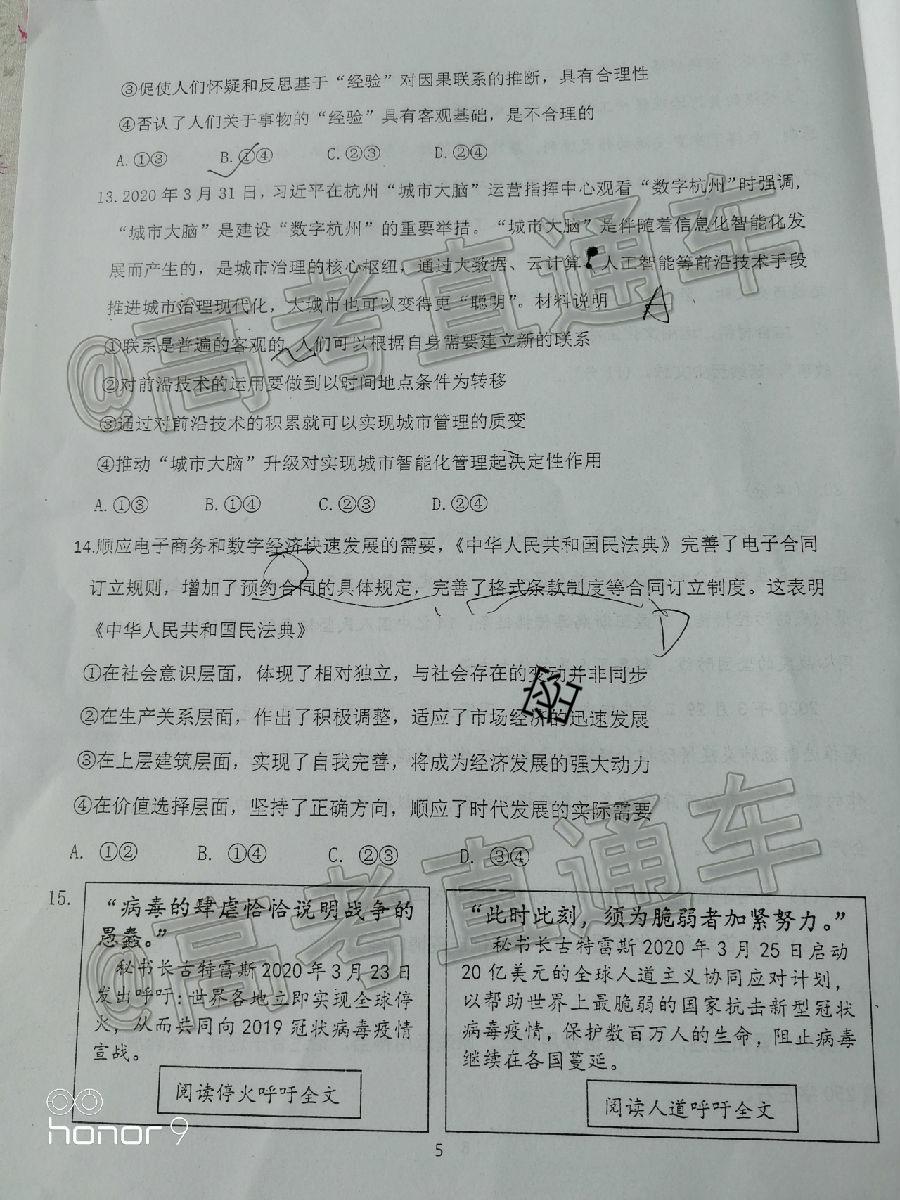 ③促使人们怀疑和反思基于“经验”对因果联系的推断，具有合理性
④否认了人们关于事物的“经验”具有客观基础，是不合理的
A.①③ B.①④ C.②③ D.②④
13.2020年3月31日，习近平在杭州“城市大脑”运营指挥中心观看“数字杭州”时强调，
“城市大脑”是建设“数字杭州”的重要举措。“城市大脑”是伴随着信息化智能化发
展而产生的，是城市治理的核心枢纽，通过大数据、云计算、人工智能等前沿技术手段
推进城市治理现代化，大城市也可以变得更“聪明”。材料说明 A
①联系是普遍的客观的，人们可以根据自身需要建立新的联系
②对前沿技术的运用要做到以时间地点条件为转移
③通过对前沿技术的积累就可以实现城市管理的质变
④推动“城市大脑”升级对实现城市智能化管理起决定性作用
A.①③ B.①④ C.②③ D.②④
14.顺应电子商务和数字经济快速发展的需要，《中华人民共和国民法典》完善了电子合同
订立规则，增加了预约合同的具体规定，完善了格式条款制度等合同订立制度。这表明
《中华人民共和国民法典》 D
①在社会意识层面，体现了相对独立，与社会存在的变动并非同步
②在生产关系层面，作出了积极调整，适应了市场经济的迅速发展
③在上层建筑层面，实现了自我完善，将成为经济发展的强大动力
④在价值选择层面，坚持了正确方向，顺应了时代发展的实际需要
A. ①② B. ①④ C. ②③ D. ③④
15.
“病毒的肆虐恰恰说明战争的
愚蠢。”
秘书长古特雷斯2020年3月23日
发出呼吁：世界各地立即实现全球停
火，从而共同向2019冠状病毒疫情
宣战。
阅读停火呼吁全文
“此时此刻，须为脆弱者加紧努力。”
秘书长古特雷斯2020年3月25日启动
20亿美元的全球人道主义协同应对计划，
以帮助世界上最脆弱的国家抗击新型冠状
病毒疫情，保护数百万人的生命，阻止病毒
继续在各国蔓延。
阅读人道呼吁全文
5
@高考直通车
@高考直通车
honor 9